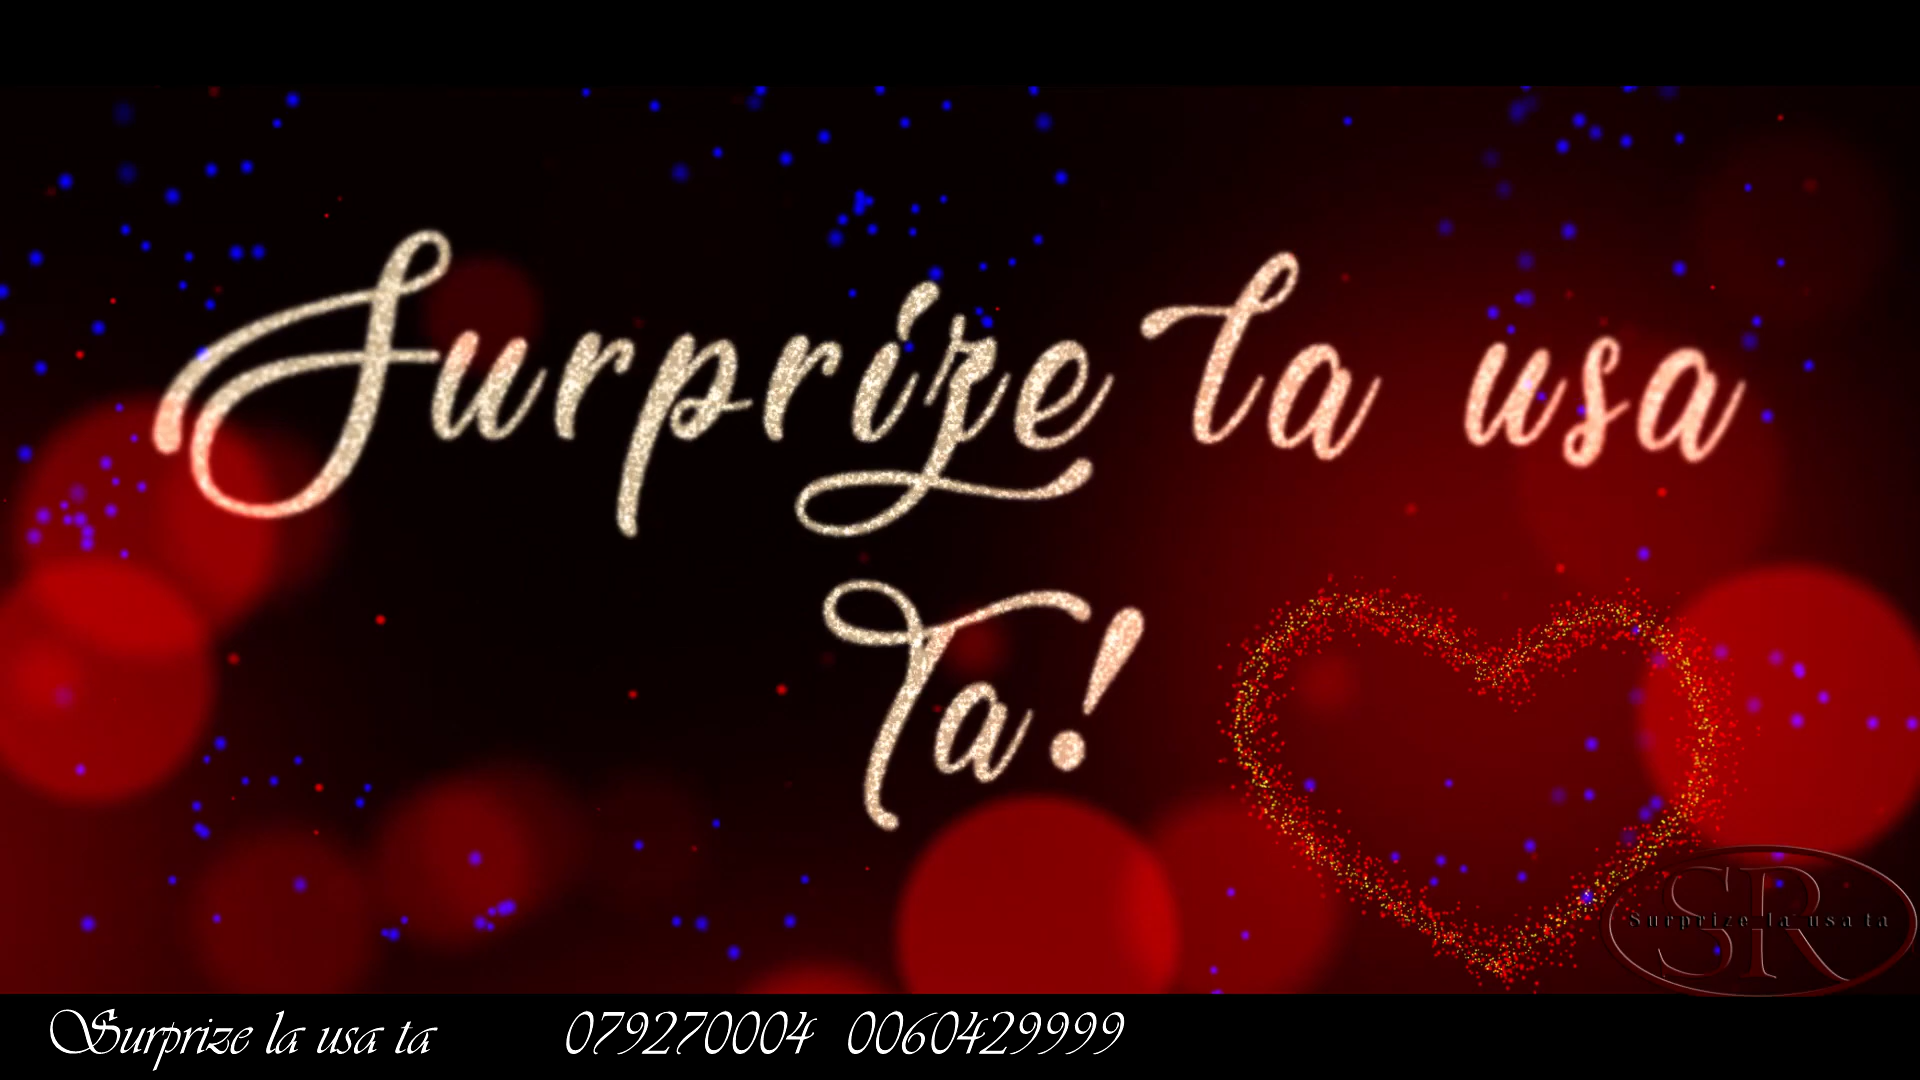 Surprize la usa
Ta!
SR
Surprize la usa ta
Surprize la usa ta 079270004 0060429999